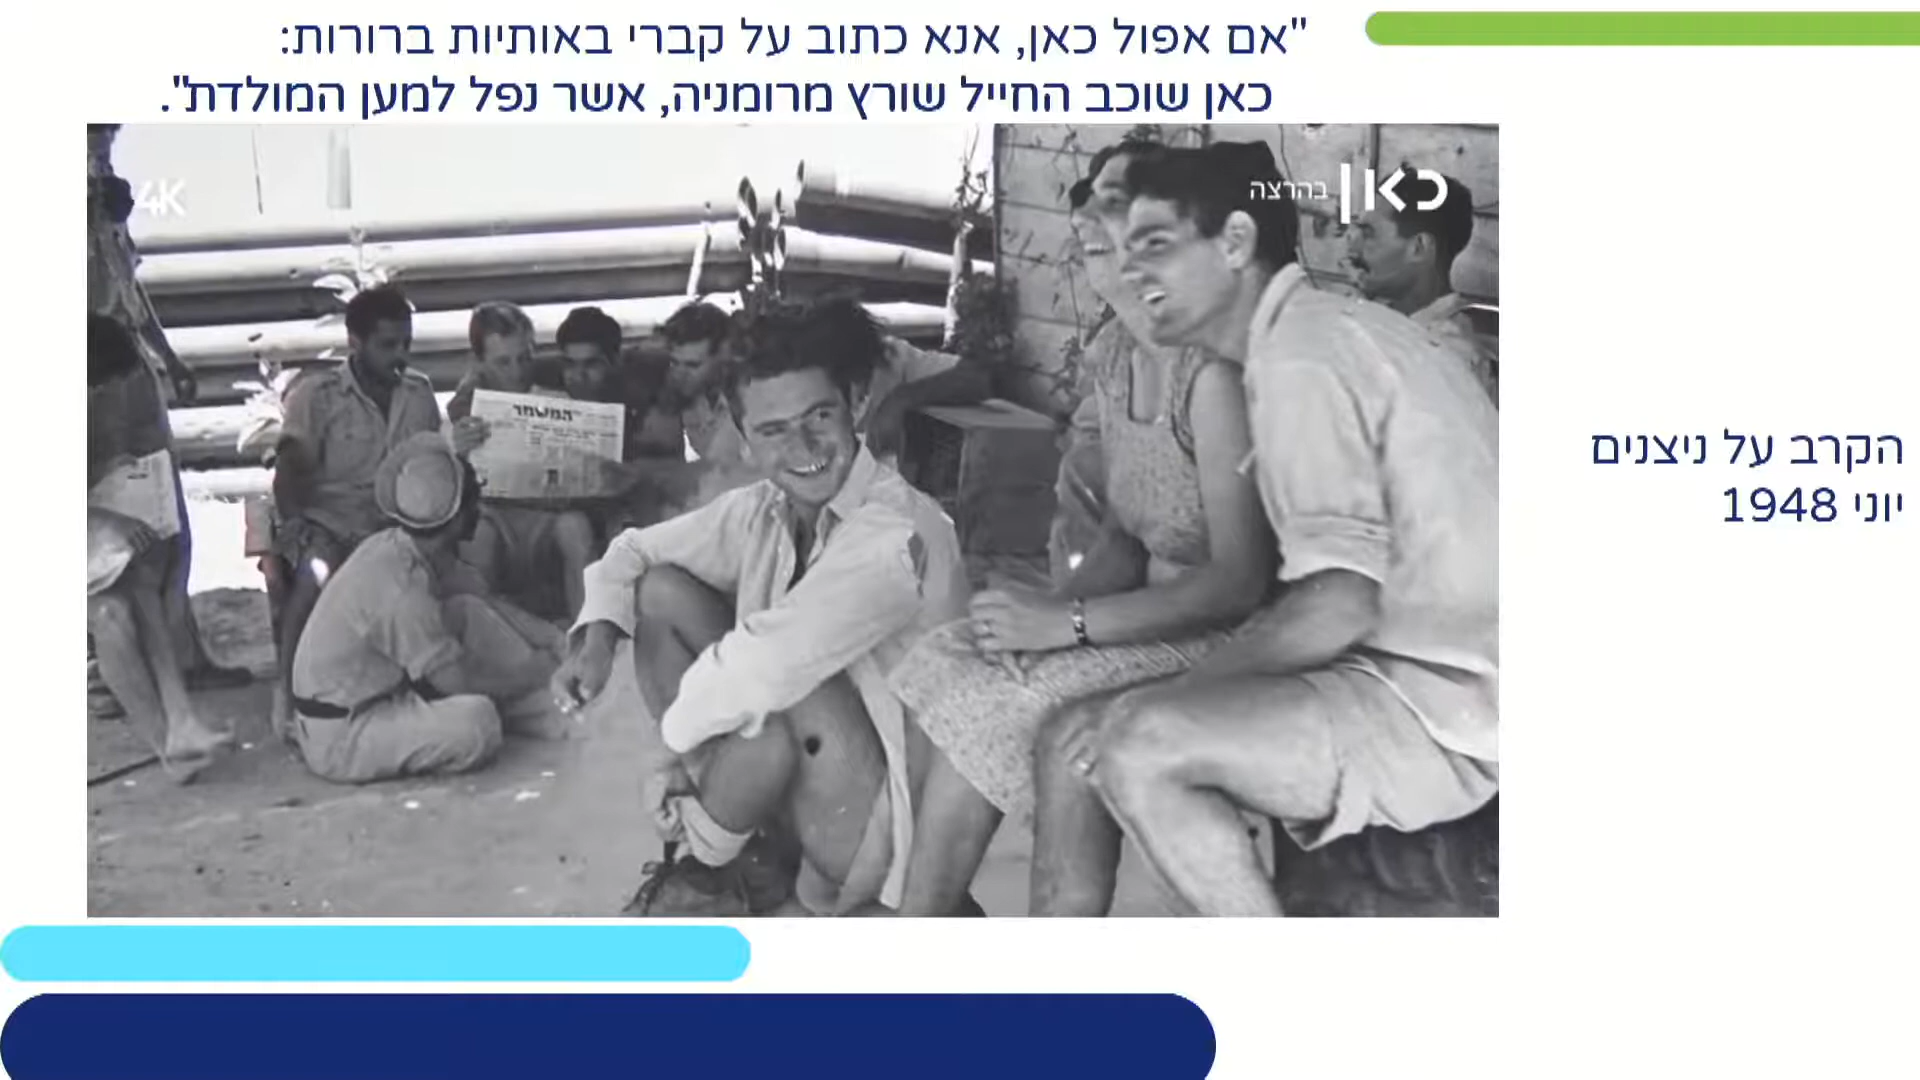 "אם אפול כאן, אנא כתוב על קברי באותיות ברורות:
כאן שוכב החייל שורץ מרומניה, אשר נפל למען המולדת".
4K
כאן בהרצה
המשמר
הקרב על ניצנים
יוני 1948